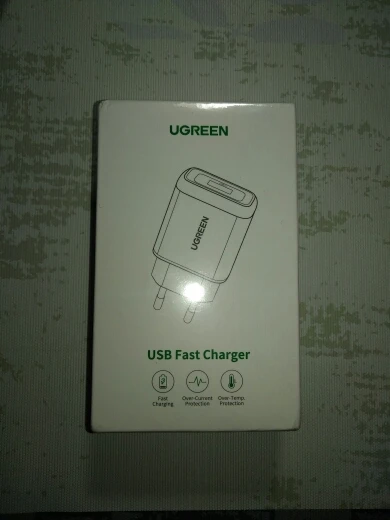 UGREEN
UGREEN
USB Fast Charger
Fast Charging
Over-Current Protection
Over-Temp. Protection